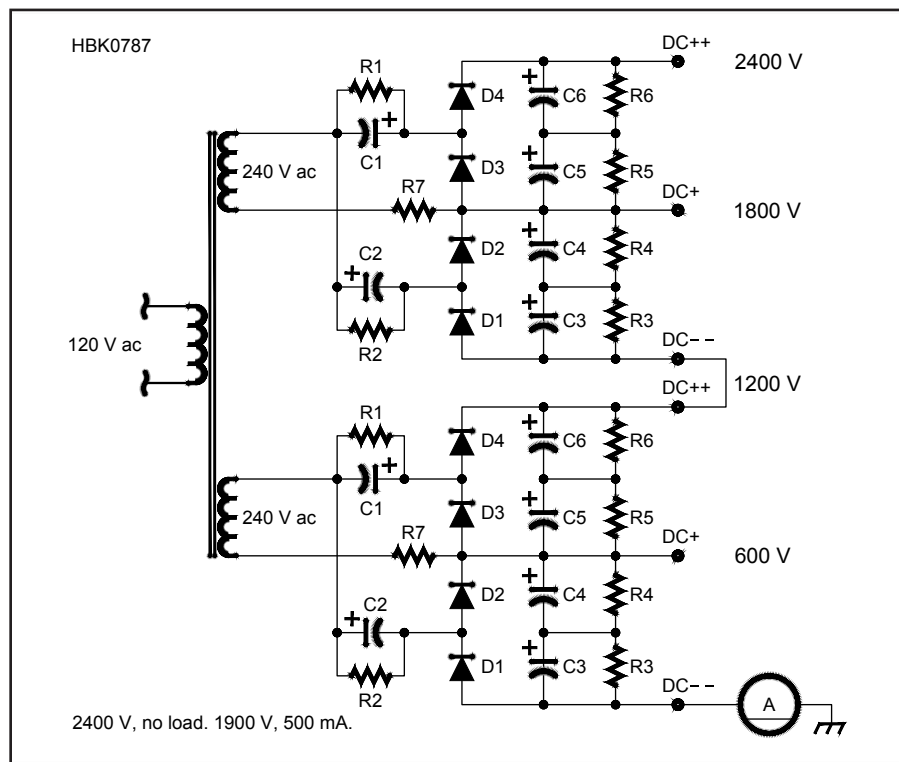 HBK0787
R1
C1
+
240 V ac
R7
C2
+
R2
D4
D3
D2
D1
+
C6
+
C5
+
C4
+
C3
R6
R5
R4
R3
DC++
2400 V
DC+
1800 V
DC--
1200 V
120 V ac
R1
C1
+
240 V ac
R7
C2
+
R2
D4
D3
D2
D1
+
C6
+
C5
+
C4
+
C3
R6
R5
R4
R3
DC++
DC+
600 V
DC--
A
2400 V, no load. 1900 V, 500 mA.